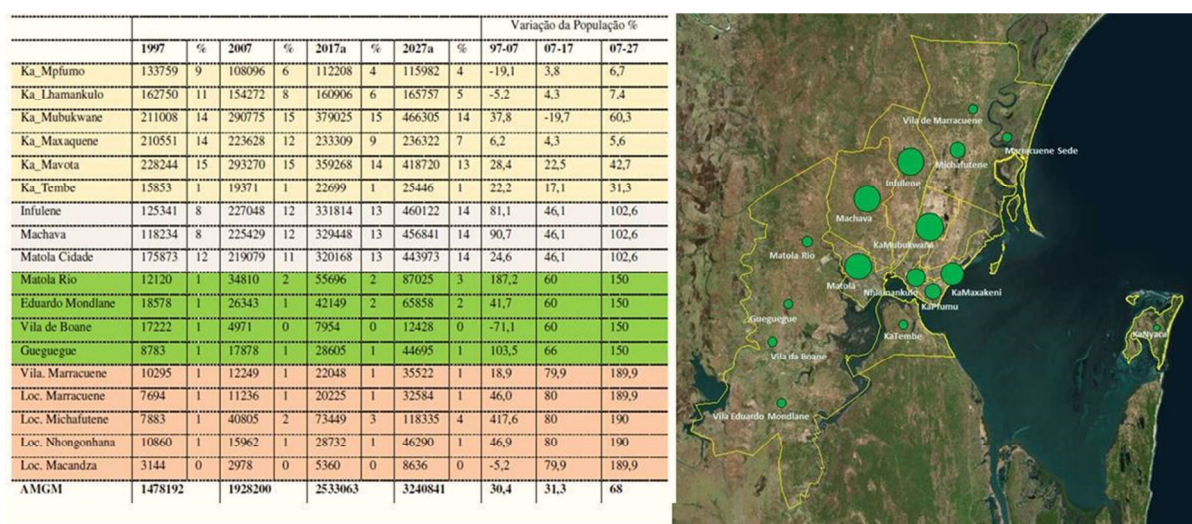 Variação da População %
1997 % 2007 % 2017a % 2027a % 97-07 07-17 07-27
Ka_Mpfumo 133759 9 108096 6 112208 4 115982 4 -19,1 3,8 6,7
Ka_Lhamankulo 162750 11 154272 8 160906 6 165757 5 -5,2 4,3 7,4
Ka_Mubukwane 211008 14 290775 15 379025 15 466305 14 37,8 -19,7 60,3
Ka_Maxaquene 210551 14 223628 12 233309 9 236322 7 6,2 4,3 5,6
Ka_Mavota 228244 15 293270 15 359268 14 418720 13 28,4 22,5 42,7
Ka_Tembe 15853 1 19371 1 22699 1 25446 1 22,2 17,1 31,3
Infulene 125341 8 227048 12 331814 13 460122 14 81,1 46,1 102,6
Machava 118234 8 225429 12 329448 13 456841 14 90,7 46,1 102,6
Matola Cidade 175873 12 219079 11 320168 13 443973 14 24,6 46,1 102,6
Matola Rio 12120 1 34810 2 55696 2 87025 3 187,2 60 150
Eduardo Mondlane 18578 1 26343 1 42149 2 65858 2 41,7 60 150
Vila de Boane 17222 1 4971 0 7954 0 12428 0 -71,1 60 150
Gueguegue 8783 1 17878 1 28605 1 44695 1 103,5 66 150
Vila. Marracuene 10295 1 12249 1 22048 1 35522 1 18,9 79,9 189,9
Loc. Marracuene 7694 1 11236 1 20225 1 32584 1 46,0 80 189,9
Loc. Michafutene 7883 1 40805 2 73449 3 118335 4 417,6 80 190
Loc. Nhongonhana 10860 1 15962 1 28732 1 46290 1 46,9 80 190
Loc. Macandza 3144 0 2978 0 5360 0 8636 0 -5,2 79,9 189,9
AMGM 1478192 1928200 2533063 3240841 30,4 31,3 68
Vila de Marracuene
Marracuene Sede
Michafutene
Infulene
Machava
KaMubukwani
Matola Rio
Matola
Nhlamankulo
KaMaxakeni
KaPfumu
Gueguegue
KaTembe
KaNyaca
Vila da Boane
Vila Eduardo Mondlane